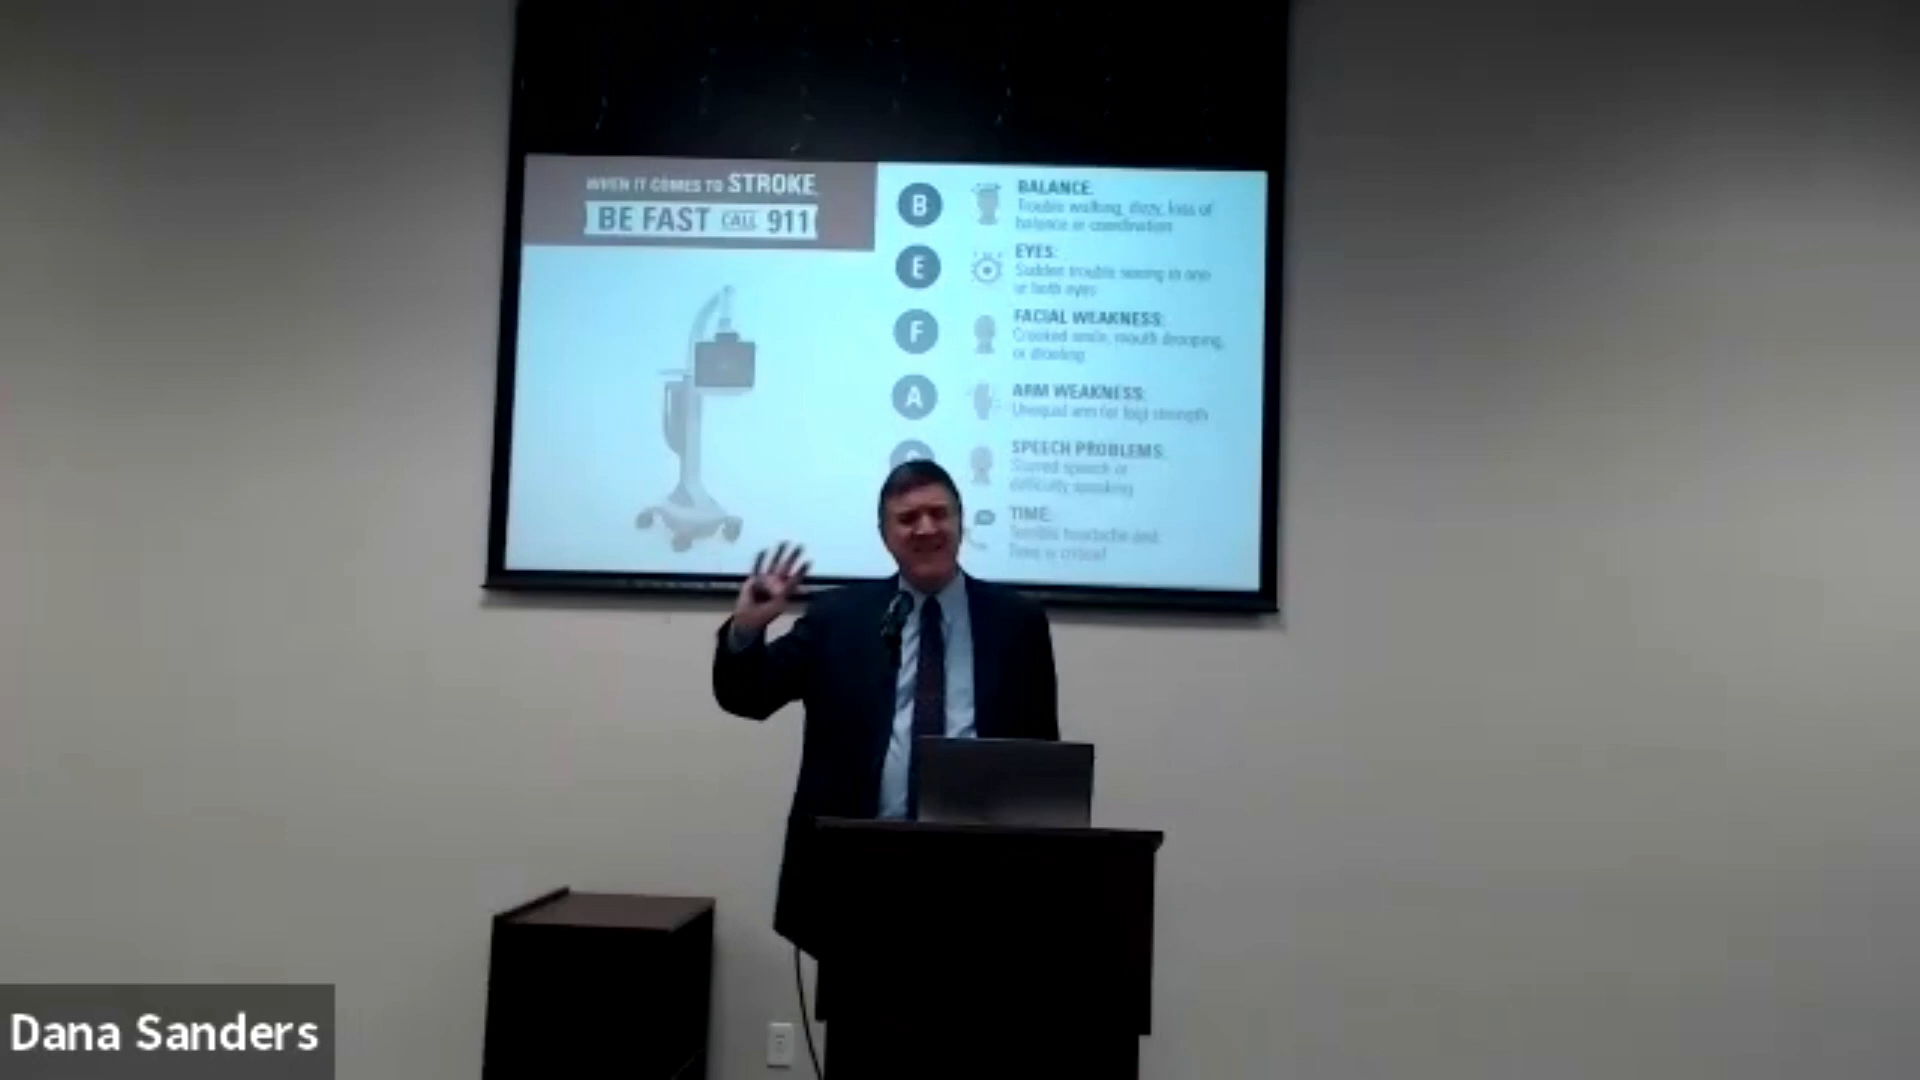 WHEN IT COMES TO STROKE
BE FAST CALL 911
B
BALANCE:
Trouble walking, dizzy, loss of
balance or coordination
E
EYES:
Sudden trouble seeing in one
or both eyes
F
FACIAL WEAKNESS:
Crooked smile, mouth drooping,
or drooling
A
ARM WEAKNESS:
Unequal arm (or leg) strength
SPEECH PROBLEMS:
Slurred speech or
difficulty speaking
TIME:
Terrible headache and
Time is critical
Dana Sanders